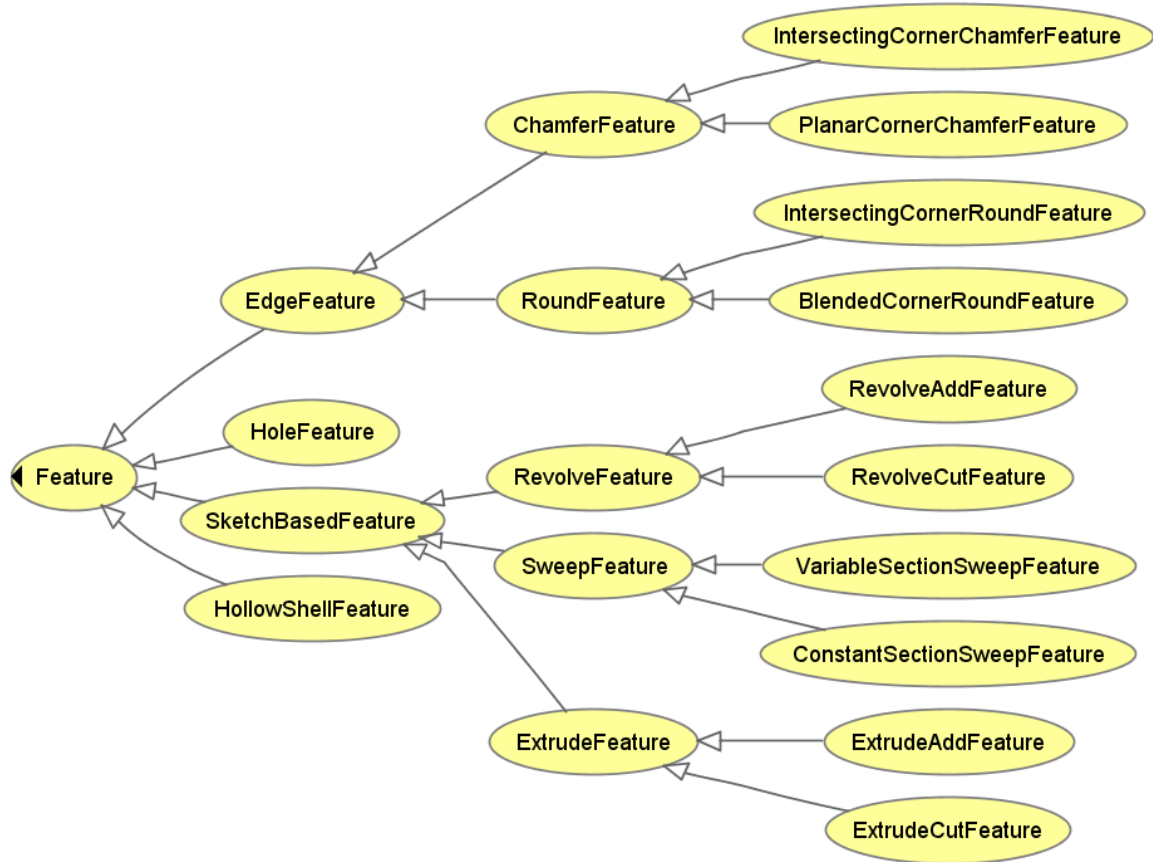 IntersectingCornerChamferFeature
ChamferFeature
PlanarCornerChamferFeature
IntersectingCornerRoundFeature
EdgeFeature
RoundFeature
BlendedCornerRoundFeature
RevolveAddFeature
HoleFeature
Feature
RevolveFeature
RevolveCutFeature
SketchBasedFeature
SweepFeature
VariableSectionSweepFeature
HollowShellFeature
ConstantSectionSweepFeature
ExtrudeFeature
ExtrudeAddFeature
ExtrudeCutFeature